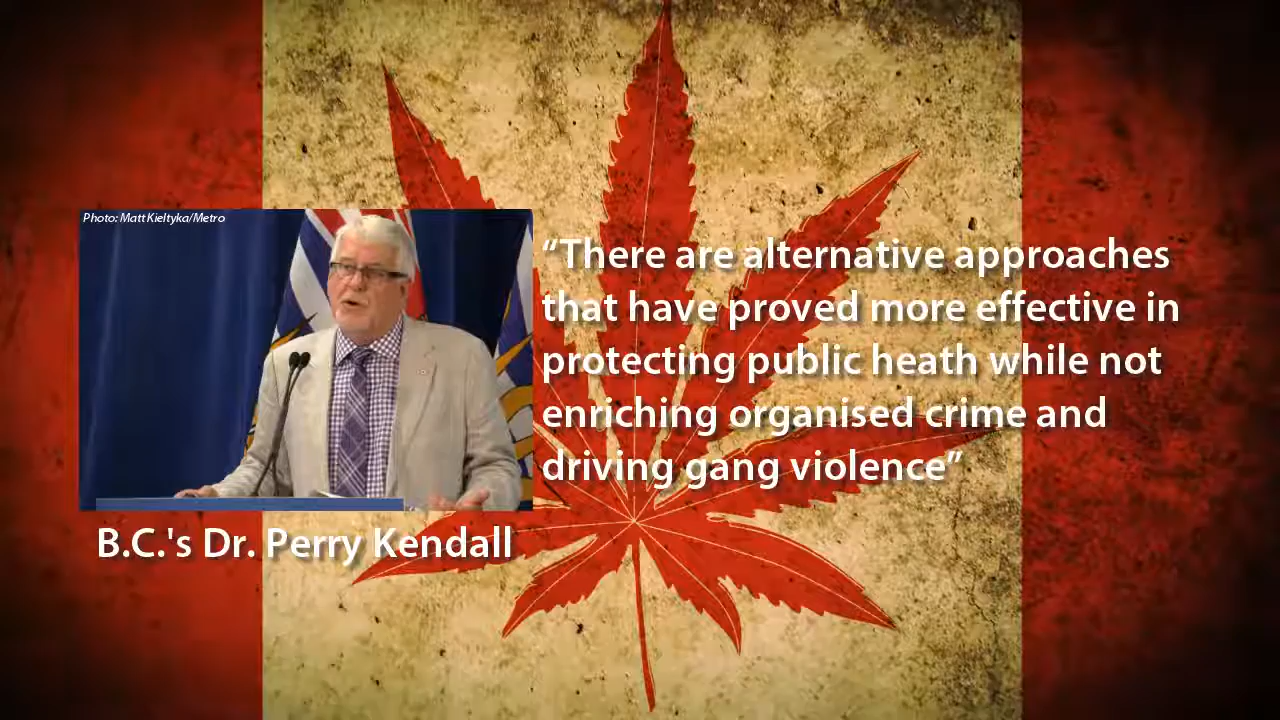 Photo: Matt Kieltyka/Metro
“There are alternative approaches
that have proved more effective in
protecting public heath while not
enriching organised crime and
driving gang violence”
B.C.'s Dr. Perry Kendall